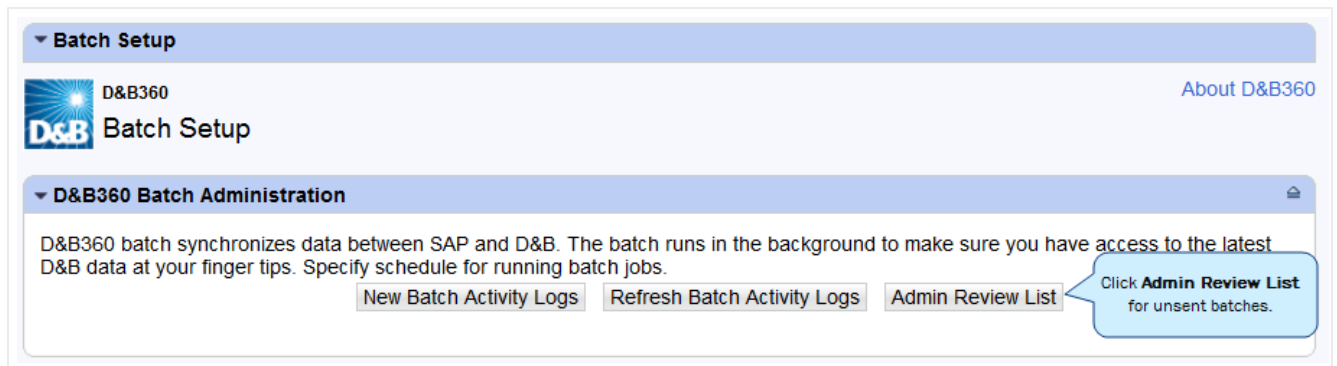 Batch Setup
D&B360
About D&B360
D&B
Batch Setup
D&B360 Batch Administration
D&B360 batch synchronizes data between SAP and D&B. The batch runs in the background to make sure you have access to the latest
D&B data at your finger tips. Specify schedule for running batch jobs.
New Batch Activity Logs Refresh Batch Activity Logs Admin Review List
Click Admin Review List
for unsent batches.